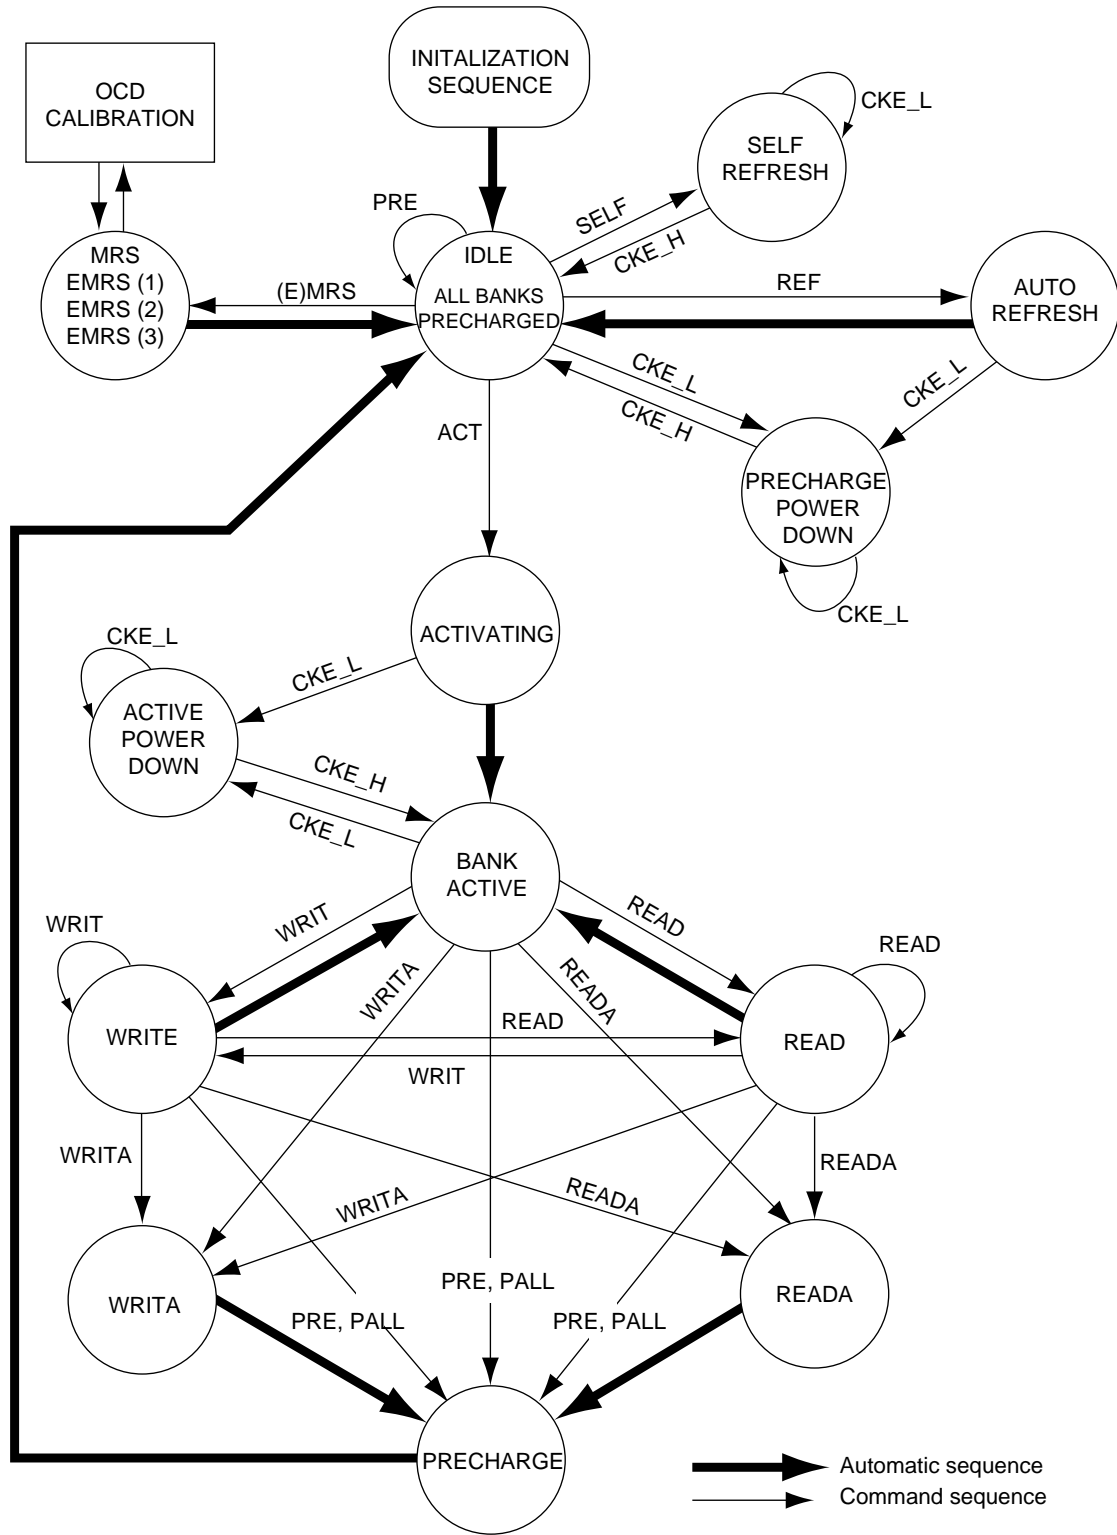 INITALIZATION
SEQUENCE
OCD
CALIBRATION
CKE_L
SELF
REFRESH
PRE
SELF
CKE_H
IDLE
ALL BANKS
PRECHARGED
MRS
EMRS (1)
EMRS (2)
EMRS (3)
(E)MRS
REF
AUTO
REFRESH
CKE_L
CKE_H
CKE_L
ACT
PRECHARGE
POWER
DOWN
CKE_L
ACTIVATING
CKE_L
CKE_L
ACTIVE
POWER
DOWN
CKE_H
CKE_L
BANK
ACTIVE
WRIT
WRIT
READ
READ
WRITA
READA
WRITE
READ
READ
WRIT
WRITA
READA
WRITA
READA
WRITA
READA
PRE, PALL
PRE, PALL
PRE, PALL
PRECHARGE
Automatic sequence
Command sequence